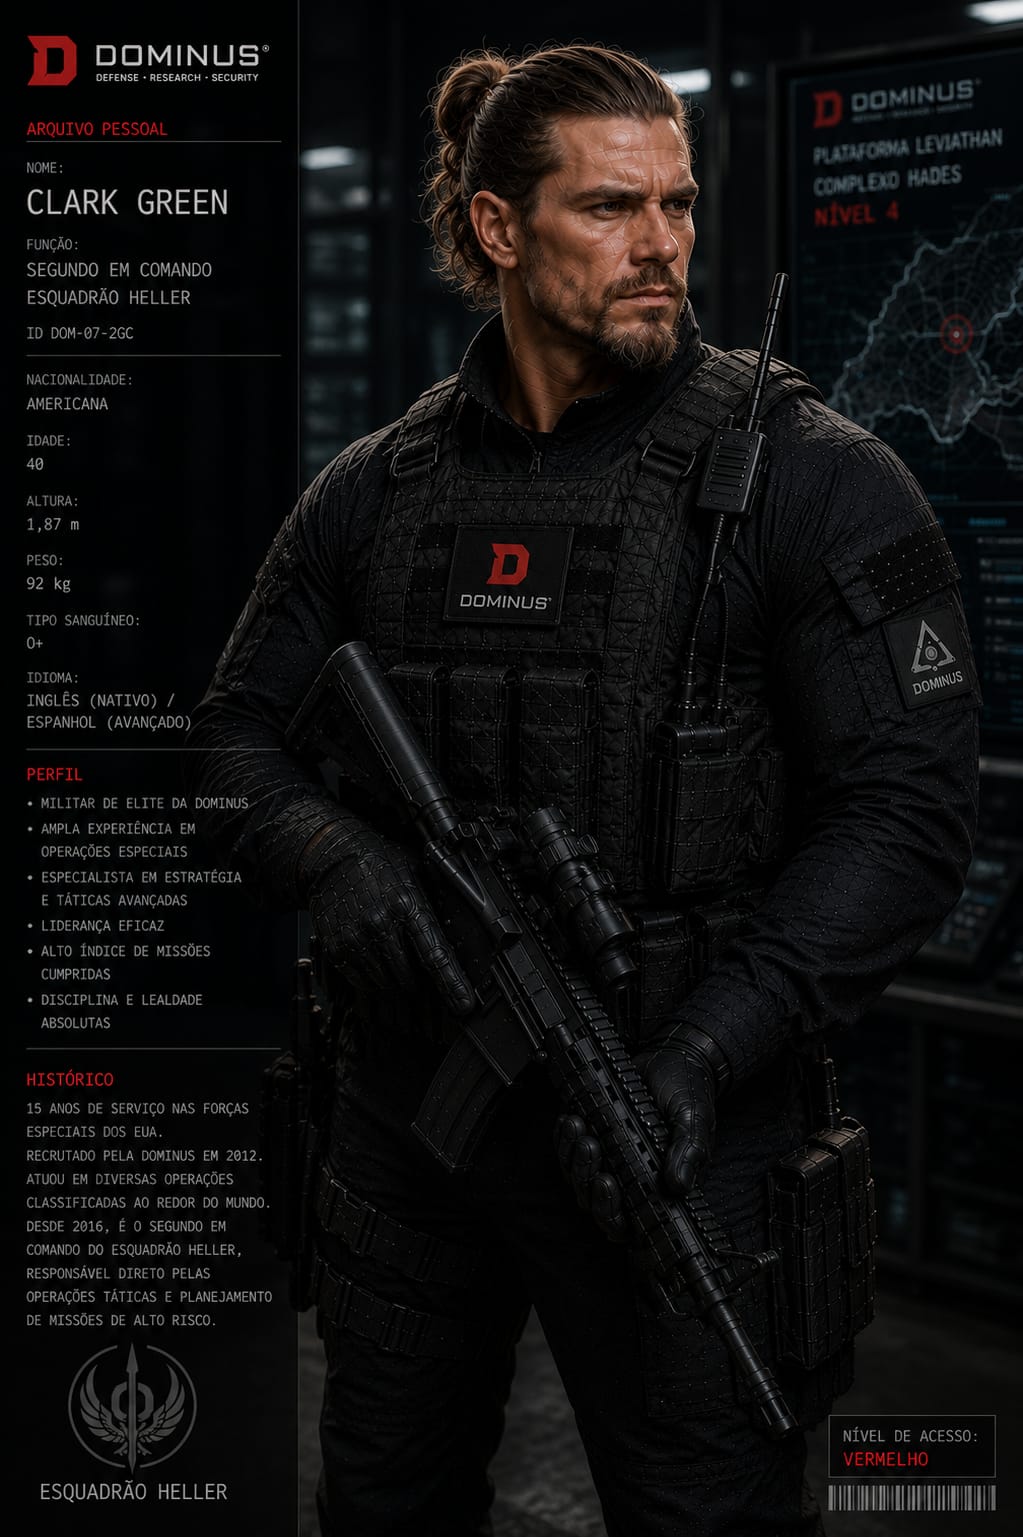 DOMINUS®
DEFENSE • RESEARCH • SECURITY
ARQUIVO PESSOAL
NOME:
CLARK GREEN
FUNÇÃO:
SEGUNDO EM COMANDO
ESQUADRÃO HELLER
ID DOM-07-2GC
NACIONALIDADE:
AMERICANA
IDADE:
40
ALTURA:
1,87 m
PESO:
92 kg
TIPO SANGUÍNEO:
O+
IDIOMA:
INGLÊS (NATIVO) /
ESPANHOL (AVANÇADO)
PERFIL
• MILITAR DE ELITE DA DOMINUS
• AMPLA EXPERIÊNCIA EM
OPERAÇÕES ESPECIAIS
• ESPECIALISTA EM ESTRATÉGIA
E TÁTICAS AVANÇADAS
• LIDERANÇA EFICAZ
• ALTO ÍNDICE DE MISSÕES
CUMPRIDAS
• DISCIPLINA E LEALDADE
ABSOLUTAS
HISTÓRICO
15 ANOS DE SERVIÇO NAS FORÇAS
ESPECIAIS DOS EUA.
RECRUTADO PELA DOMINUS EM 2012.
ATUOU EM DIVERSAS OPERAÇÕES
CLASSIFICADAS AO REDOR DO MUNDO.
DESDE 2016, É O SEGUNDO EM
COMANDO DO ESQUADRÃO HELLER,
RESPONSÁVEL DIRETO PELAS
OPERAÇÕES TÁTICAS E PLANEJAMENTO
DE MISSÕES DE ALTO RISCO.
ESQUADRÃO HELLER
D DOMINUS
PLATAFORMA LEVIATHAN
COMPLEXO HADES
NÍVEL 4
D
DOMINUS®
DOMINUS
NÍVEL DE ACESSO:
VERMELHO